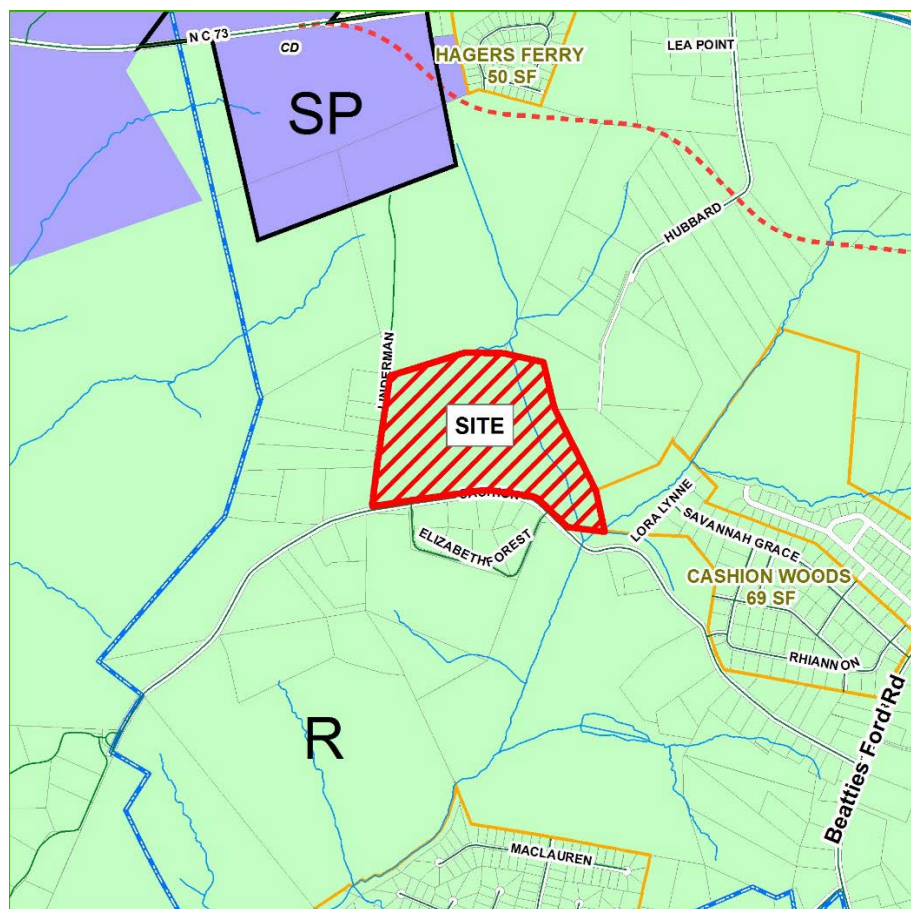 N C 73
CD
HAGERS FERRY
50 SF
LEA POINT
SP
HUBBARD
LINDERMAN
SITE
CASHION
ELIZABETH FOREST
LORA LYNNE
SAVANNAH GRACE
CASHION WOODS
69 SF
RHIANNON
R
Beatties Ford Rd
MACLAUREN